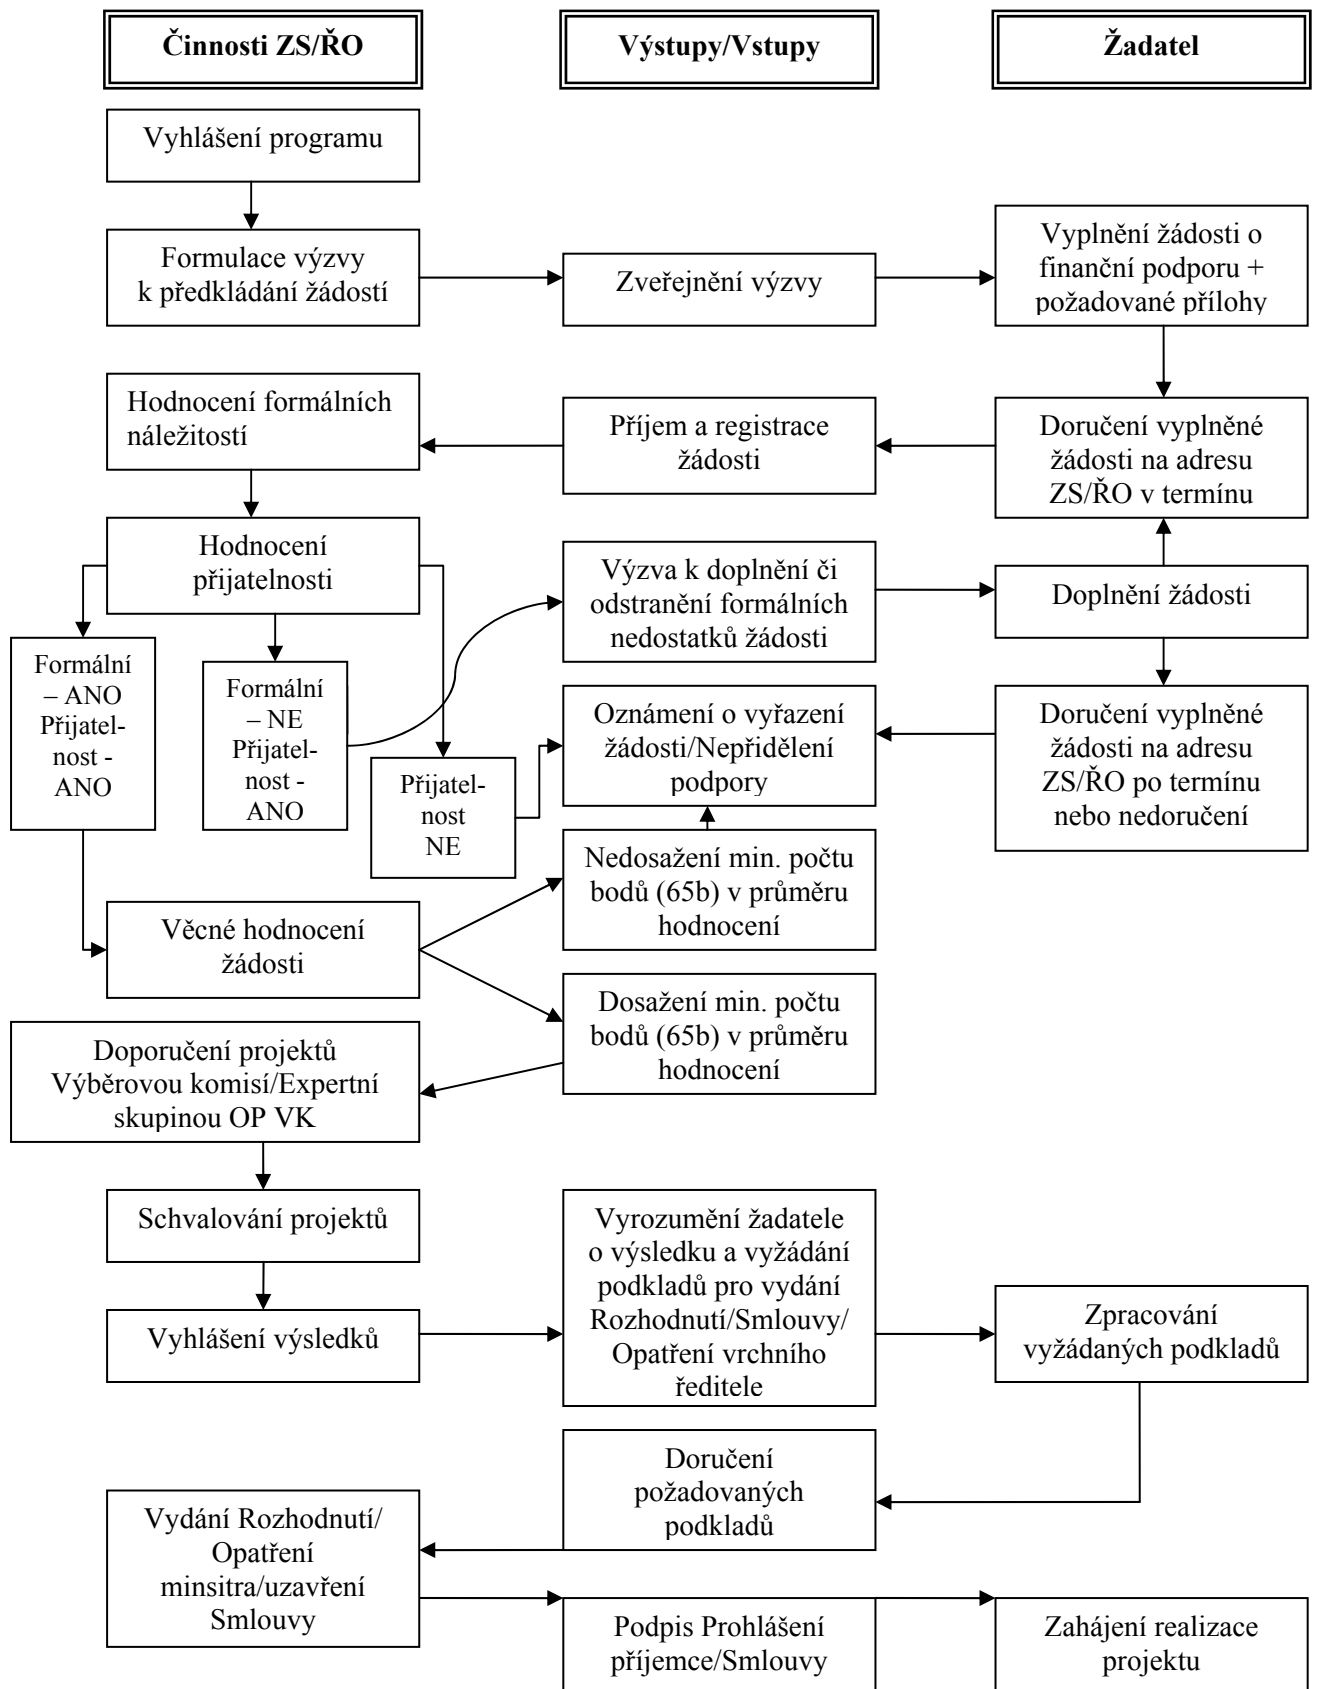 Činnosti ZS/ŘO
Výstupy/Vstupy
Žadatel
Vyhlášení programu
Formulace výzvy
k předkládání žádostí
Zveřejnění výzvy
Vyplnění žádosti o
finanční podporu +
požadované přílohy
Hodnocení formálních
náležitostí
Příjem a registrace
žádosti
Doručení vyplněné
žádosti na adresu
ZS/ŘO v termínu
Hodnocení
přijatelnosti
Výzva k doplnění či
odstranění formálních
nedostatků žádosti
Doplnění žádosti
Formální
– ANO
Přijatel-
nost -
ANO
Formální
– NE
Přijatel-
nost -
ANO
Přijatel-
nost
NE
Oznámení o vyřazení
žádosti/Nepřidělení
podpory
Doručení vyplněné
žádosti na adresu
ZS/ŘO po termínu
nebo nedoručení
Nedosažení min. počtu
bodů (65b) v průměru
hodnocení
Věcné hodnocení
žádosti
Dosažení min. počtu
bodů (65b) v průměru
hodnocení
Doporučení projektů
Výběrovou komisí/Expertní
skupinou OP VK
Schvalování projektů
Vyhlášení výsledků
Vyrozumění žadatele
o výsledku a vyžádání
podkladů pro vydání
Rozhodnutí/Smlouvy/
Opatření vrchního
ředitele
Zpracování
vyžádaných podkladů
Doručení
požadovaných
podkladů
Vydání Rozhodnutí/
Opatření
minsitra/uzavření
Smlouvy
Podpis Prohlášení
příjemce/Smlouvy
Zahájení realizace
projektu